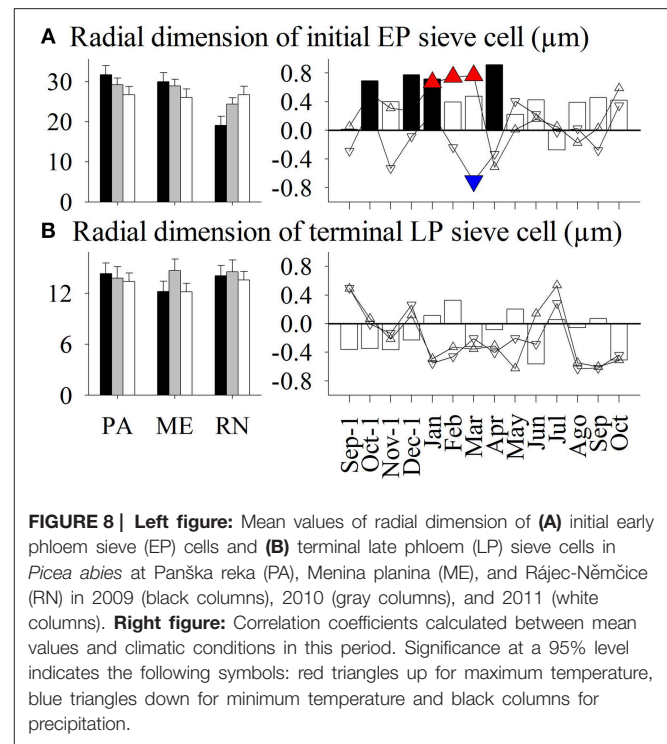 A Radial dimension of initial EP sieve cell (µm)
30
20
10
0
0.8
0.4
0.0
-0.4
-0.8
B Radial dimension of terminal LP sieve cell (µm)
12
6
0
0.8
0.4
0.0
-0.4
-0.8
PA ME RN
Sep-1
Oct-1
Nov-1
Dec-1
Jan
Feb
Mar
Apr
May
Jun
Jul
Ago
Sep
Oct
FIGURE 8 | Left figure: Mean values of radial dimension of (A) initial early
phloem sieve (EP) cells and (B) terminal late phloem (LP) sieve cells in
Picea abies at Panška reka (PA), Menina planina (ME), and Rájec-Němčice
(RN) in 2009 (black columns), 2010 (gray columns), and 2011 (white
columns). Right figure: Correlation coefficients calculated between mean
values and climatic conditions in this period. Significance at a 95% level
indicates the following symbols: red triangles up for maximum temperature,
blue triangles down for minimum temperature and black columns for
precipitation.